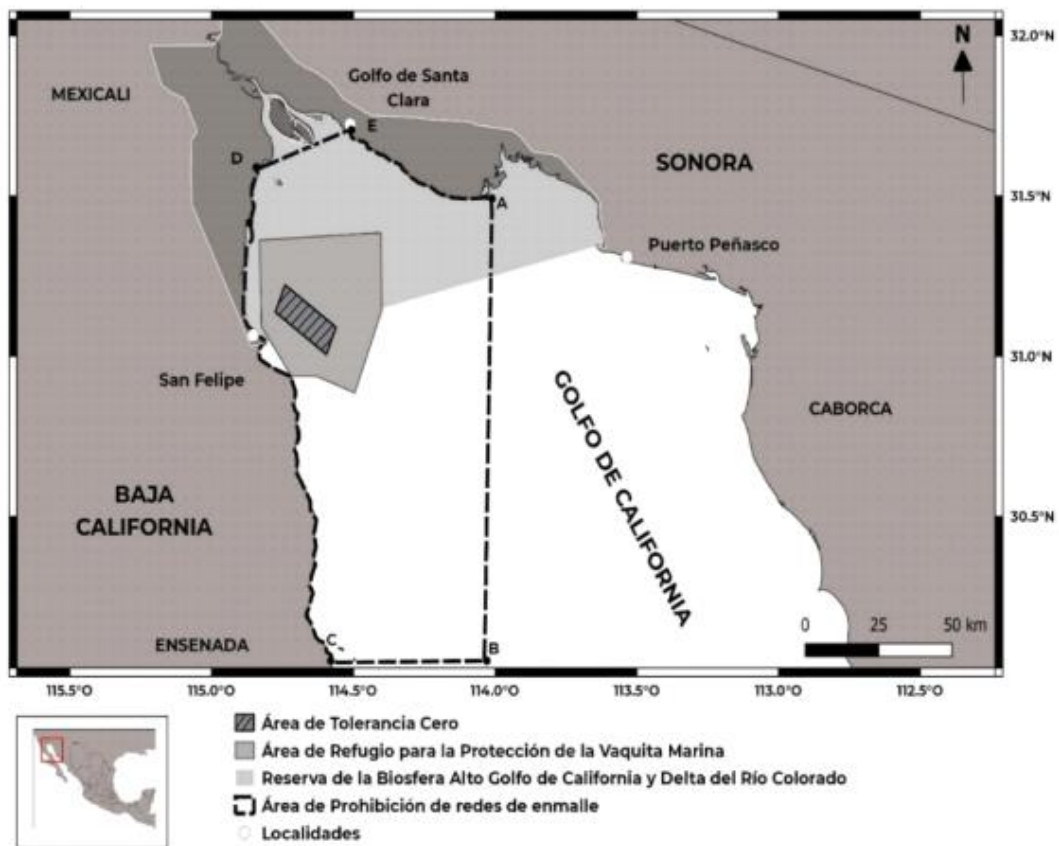 32.0°N
N
Golfo de Santa
Clara
MEXICALI
E
D
SONORA
31.5°N
A
Puerto Peñasco
31.0°N
San Felipe
GOLFO DE CALIFORNIA
CABORCA
BAJA
CALIFORNIA
30.5°N
0 25 50 km
ENSENADA
C
B
115.5°O 115.0°O 114.5°O 114.0°O 113.5°O 113.0°O 112.5°O
Área de Tolerancia Cero
Área de Refugio para la Protección de la Vaquita Marina
Reserva de la Biosfera Alto Golfo de California y Delta del Río Colorado
Área de Prohibición de redes de enmalle
Localidades